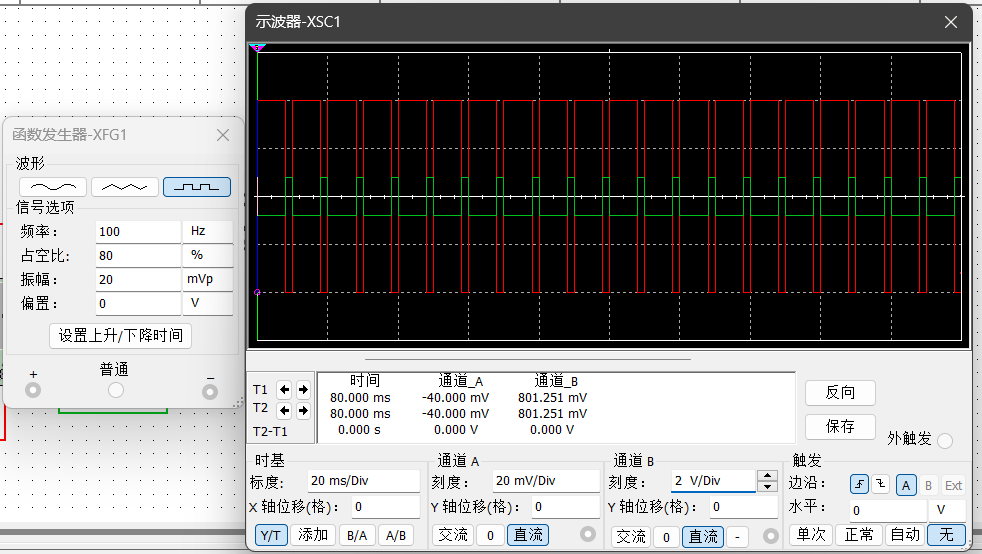 示波器-XSC1
函数发生器-XFG1
波形
信号选项
频率： 100 Hz
占空比: 80 %
振幅： 20 mVp
偏置： 0 V
设置上升/下降时间
+ 普通 −
时间 通道_A 通道_B
T1 80.000 ms -40.000 mV 801.251 mV
T2 80.000 ms -40.000 mV 801.251 mV
T2-T1 0.000 s 0.000 V 0.000 V
反向
保存
外触发
时基
标度: 20 ms/Div
X 轴位移(格)： 0
Y/T 添加 B/A A/B
通道 A
刻度： 20 mV/Div
Y 轴位移(格)： 0
交流 0 直流
通道 B
刻度： 2 V/Div
Y 轴位移(格)： 0
交流 0 直流 -
触发
边沿： A B Ext
水平： 0 V
单次 正常 自动 无